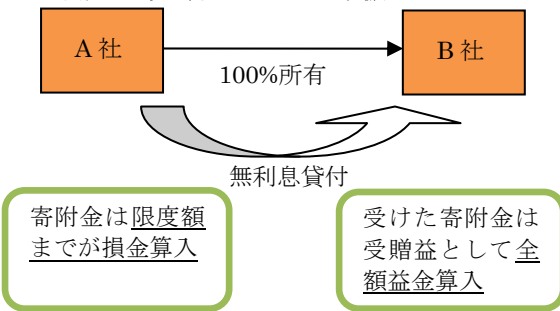 A 社
B 社
100%所有
無利息貸付
寄附金は限度額
までが損金算入
受けた寄附金は
受贈益として全
額益金算入